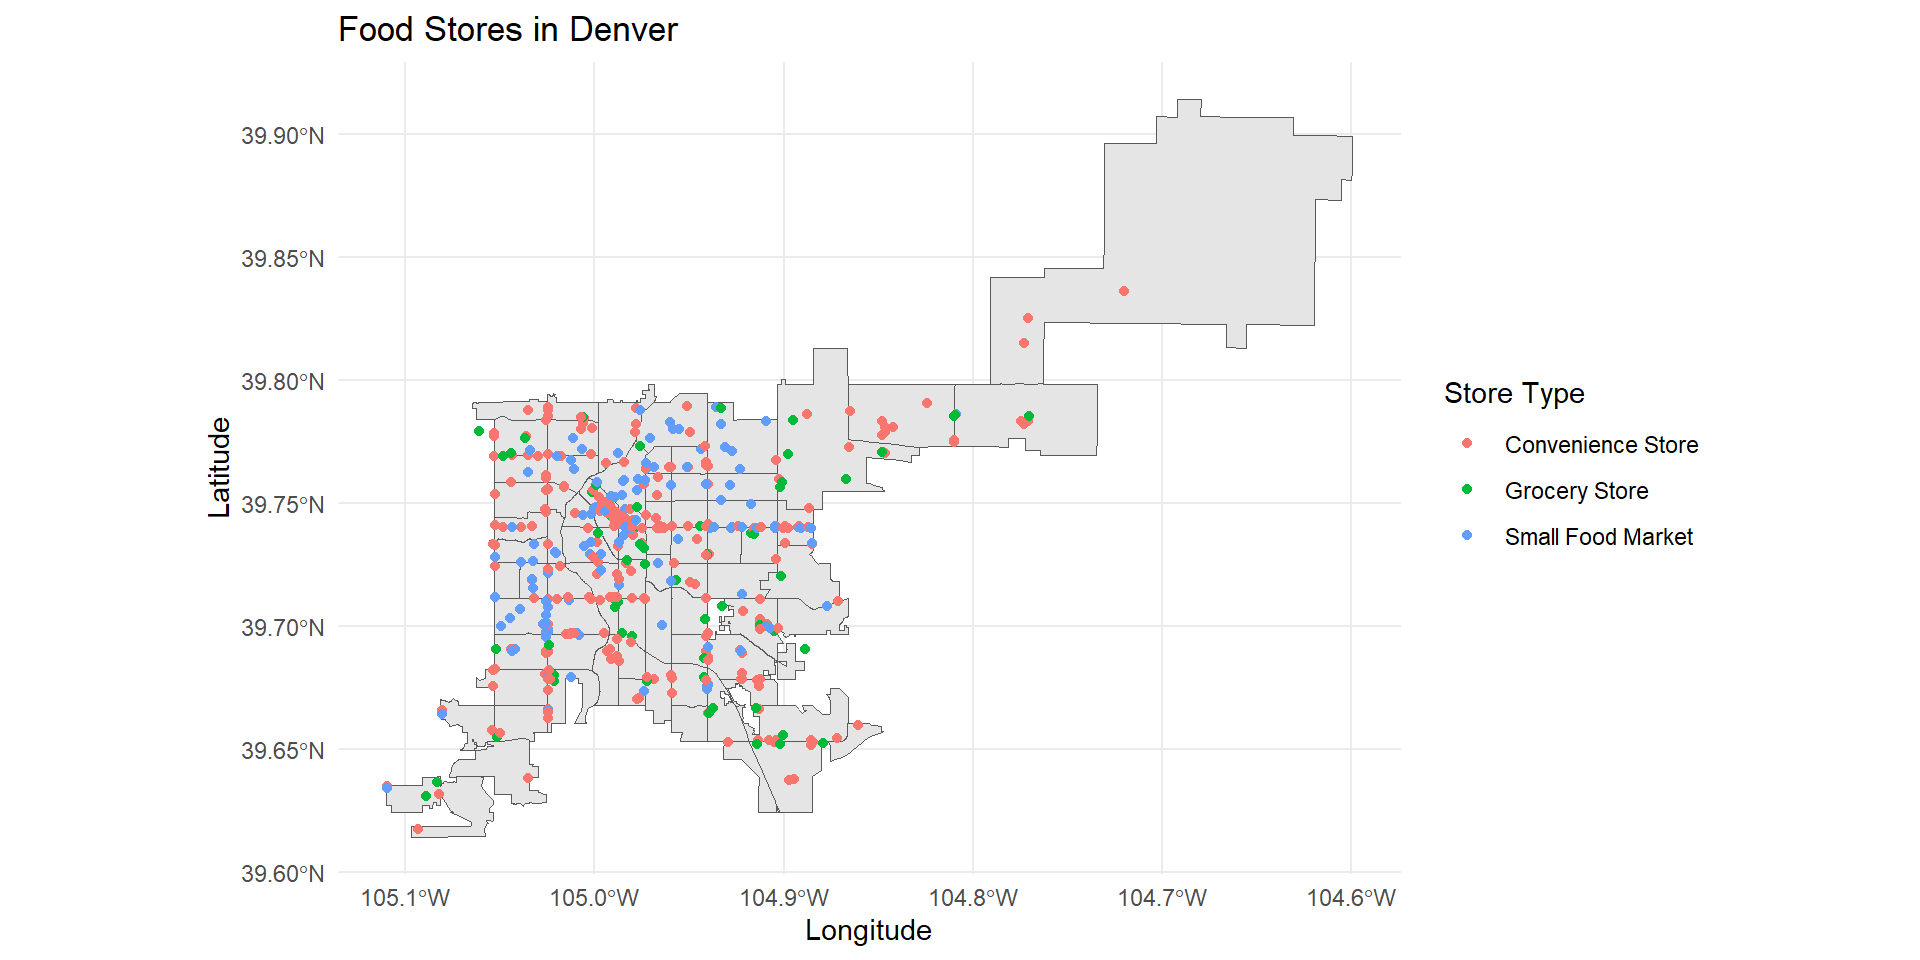 Food Stores in Denver
39.90°N
39.85°N
39.80°N
39.75°N
39.70°N
39.65°N
39.60°N
Latitude
105.1°W 105.0°W 104.9°W 104.8°W 104.7°W 104.6°W
Longitude
Store Type
Convenience Store
Grocery Store
Small Food Market